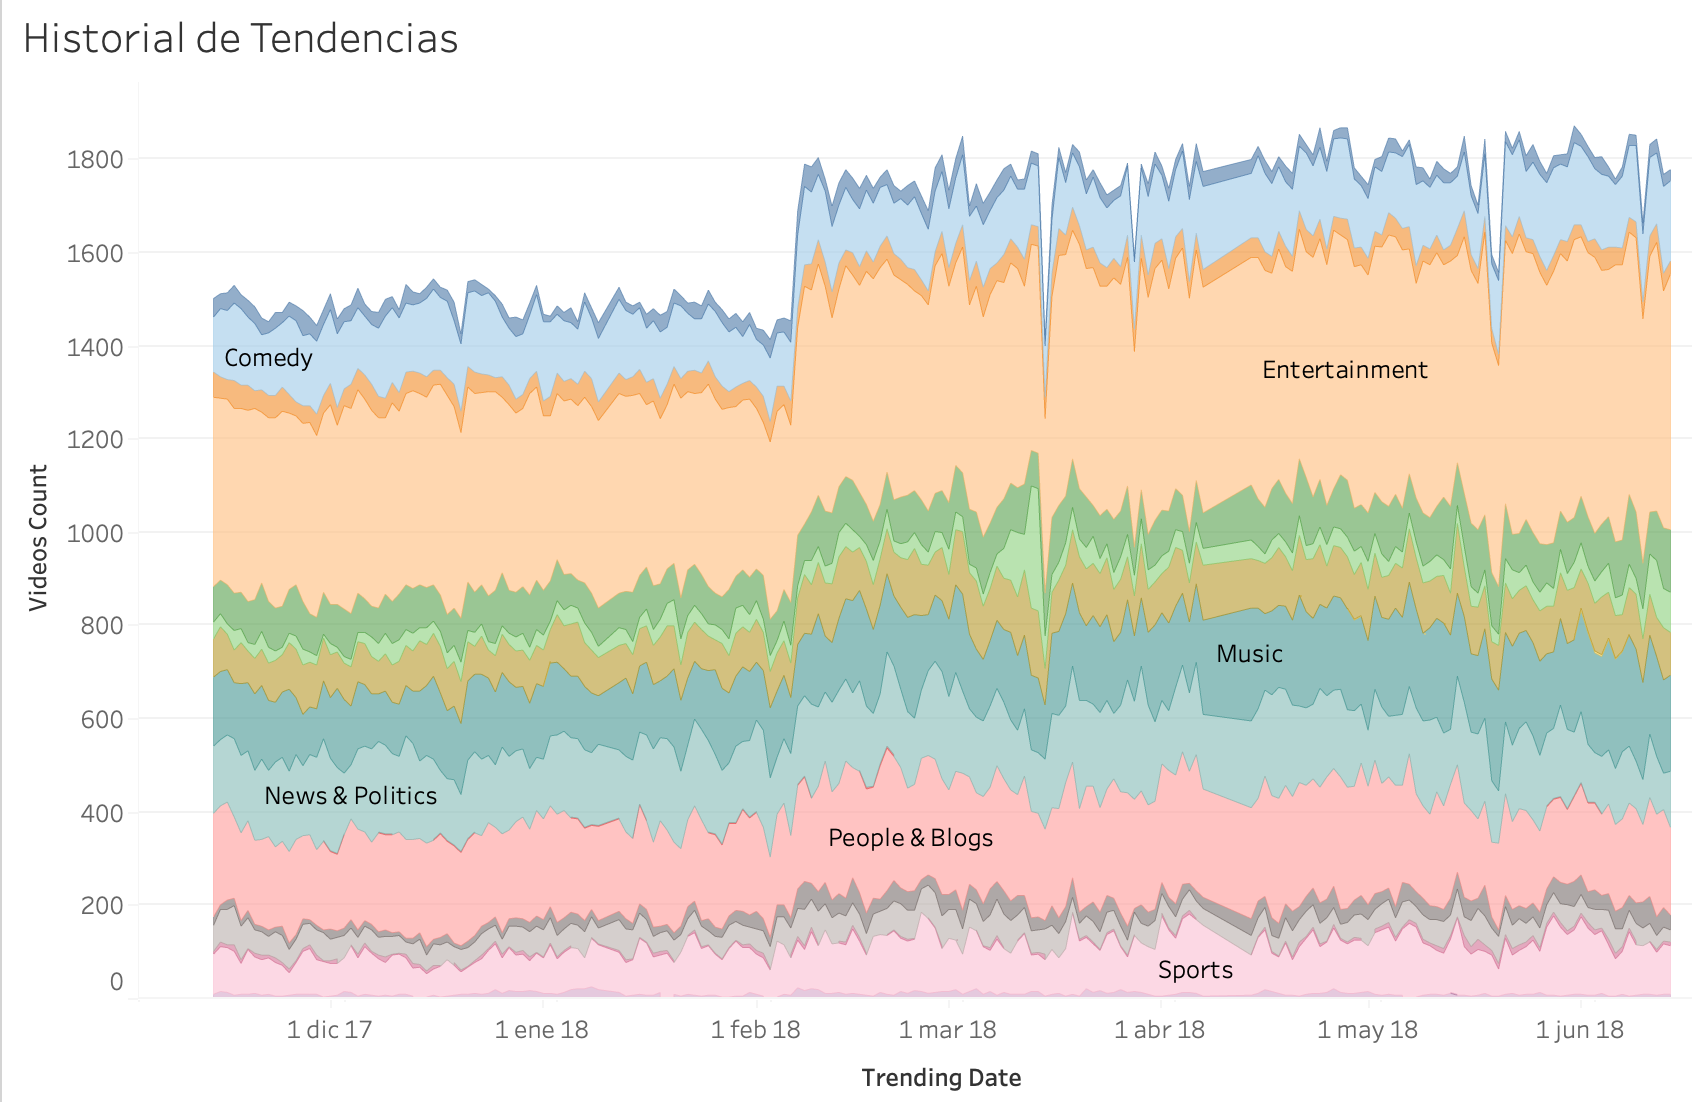 Historial de Tendencias
Videos Count
1800
1600
1400
1200
1000
800
600
400
200
0
Comedy
Entertainment
Music
News & Politics
People & Blogs
Sports
1 dic 17
1 ene 18
1 feb 18
1 mar 18
1 abr 18
1 may 18
1 jun 18
Trending Date